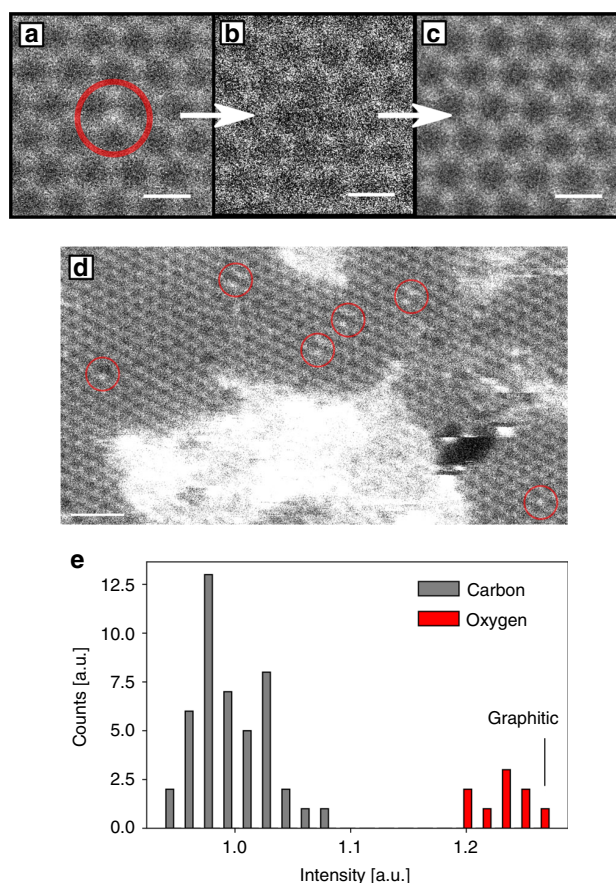 a
b
c
d
e
12.5
10.0
7.5
5.0
2.5
0.0
Counts [a.u.]
Carbon
Oxygen
Graphitic
1.0
1.1
1.2
Intensity [a.u.]